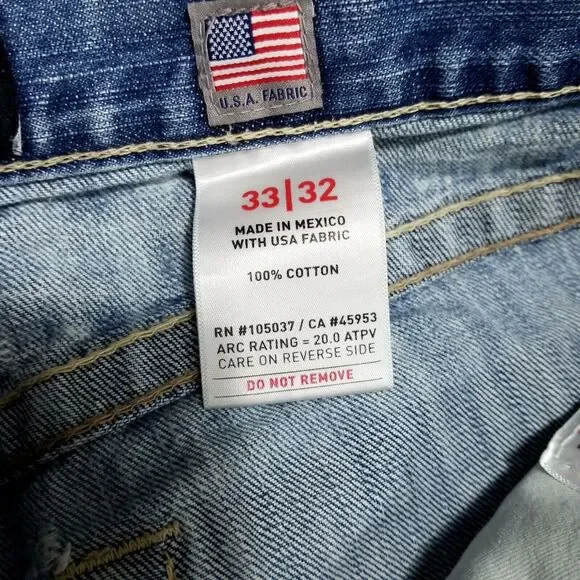 U.S.A. FABRIC
33|32
MADE IN MEXICO
WITH USA FABRIC
100% COTTON
RN #105037 / CA #45953
ARC RATING = 20.0 ATPV
CARE ON REVERSE SIDE
DO NOT REMOVE